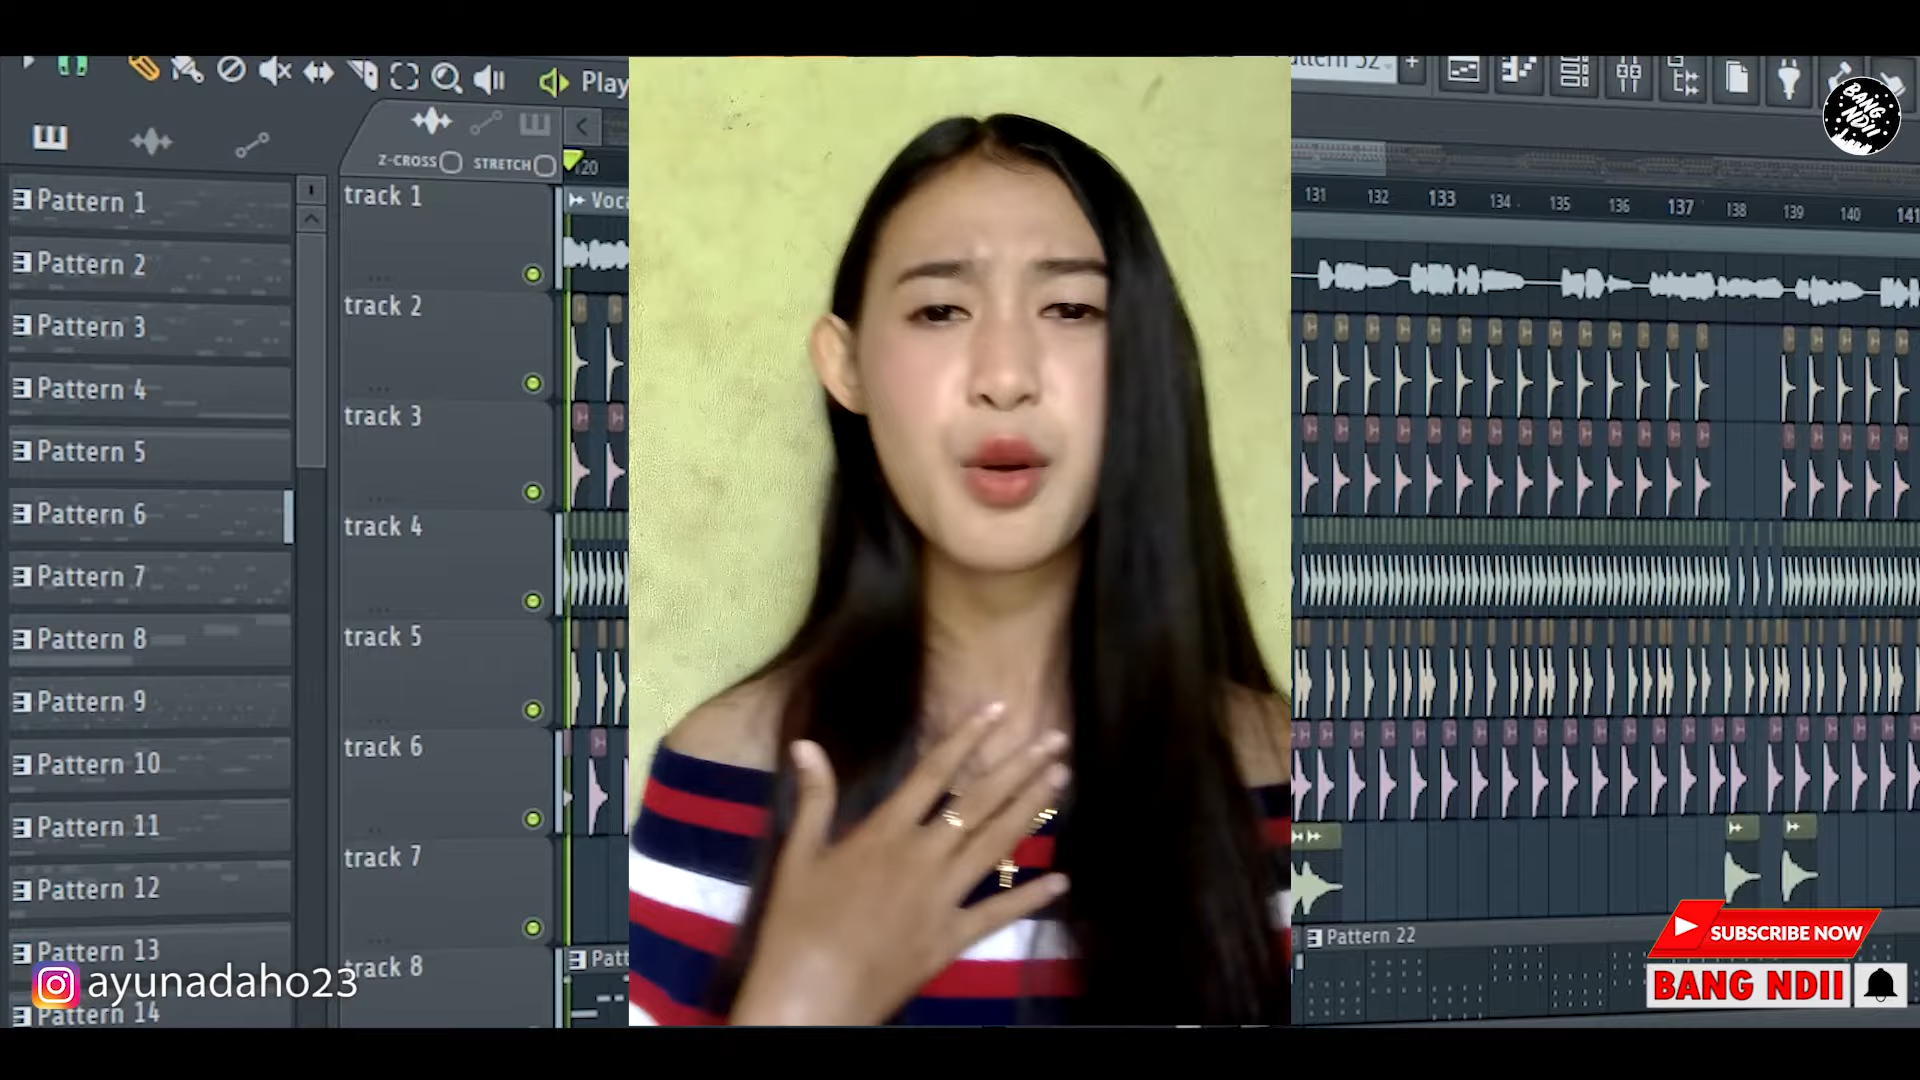 Play
Z-CROSS STRETCH
120
131 132 133 134 135 136 137 138 139 140 141
BANG NDII
Pattern 1
Pattern 2
Pattern 3
Pattern 4
Pattern 5
Pattern 6
Pattern 7
Pattern 8
Pattern 9
Pattern 10
Pattern 11
Pattern 12
Pattern 13
Pattern 14
track 1
track 2
track 3
track 4
track 5
track 6
track 7
track 8
Pattern 22
ayunadaho23
SUBSCRIBE NOW
BANG NDII